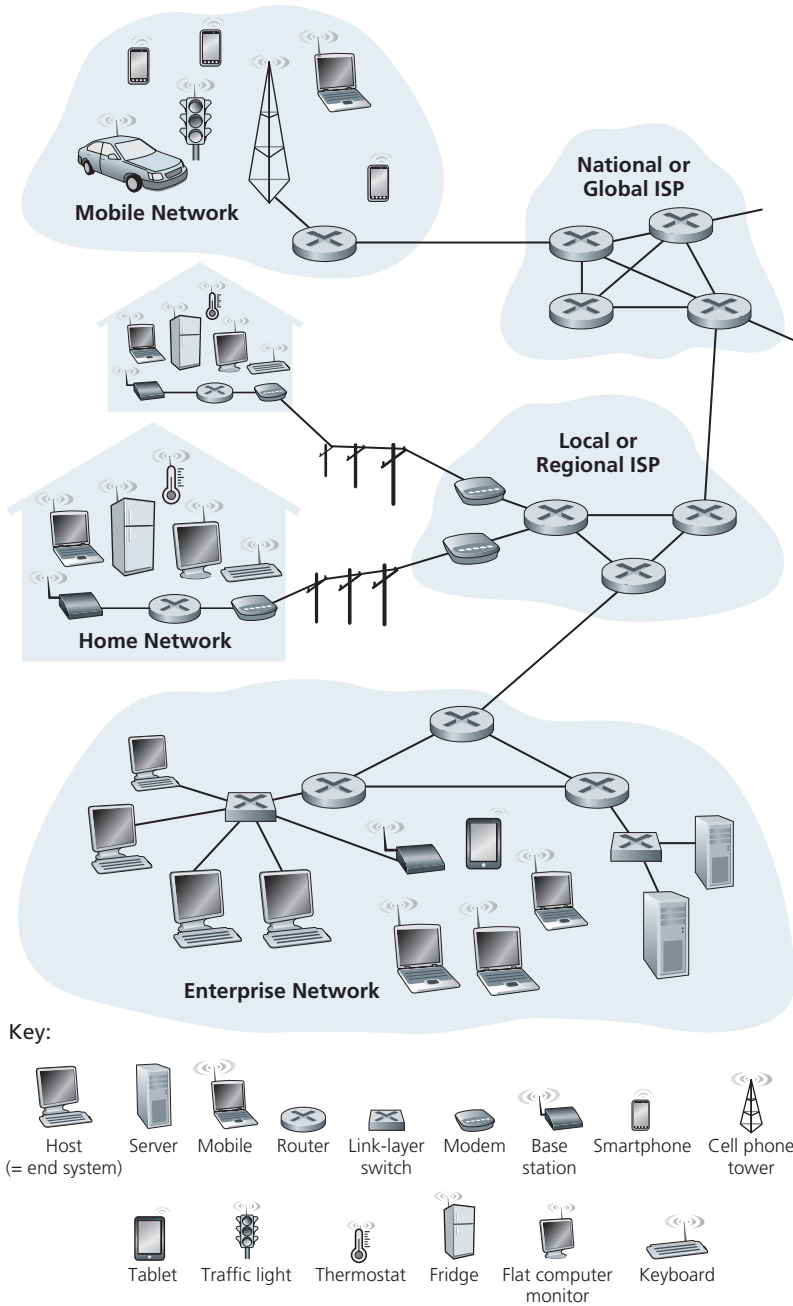 Mobile Network
National or
Global ISP
Local or
Regional ISP
Home Network
Enterprise Network
Key:
Host
(= end system)
Server
Mobile
Router
Link-layer
switch
Modem
Base
station
Smartphone
Cell phone
tower
Tablet
Traffic light
Thermostat
Fridge
Flat computer
monitor
Keyboard